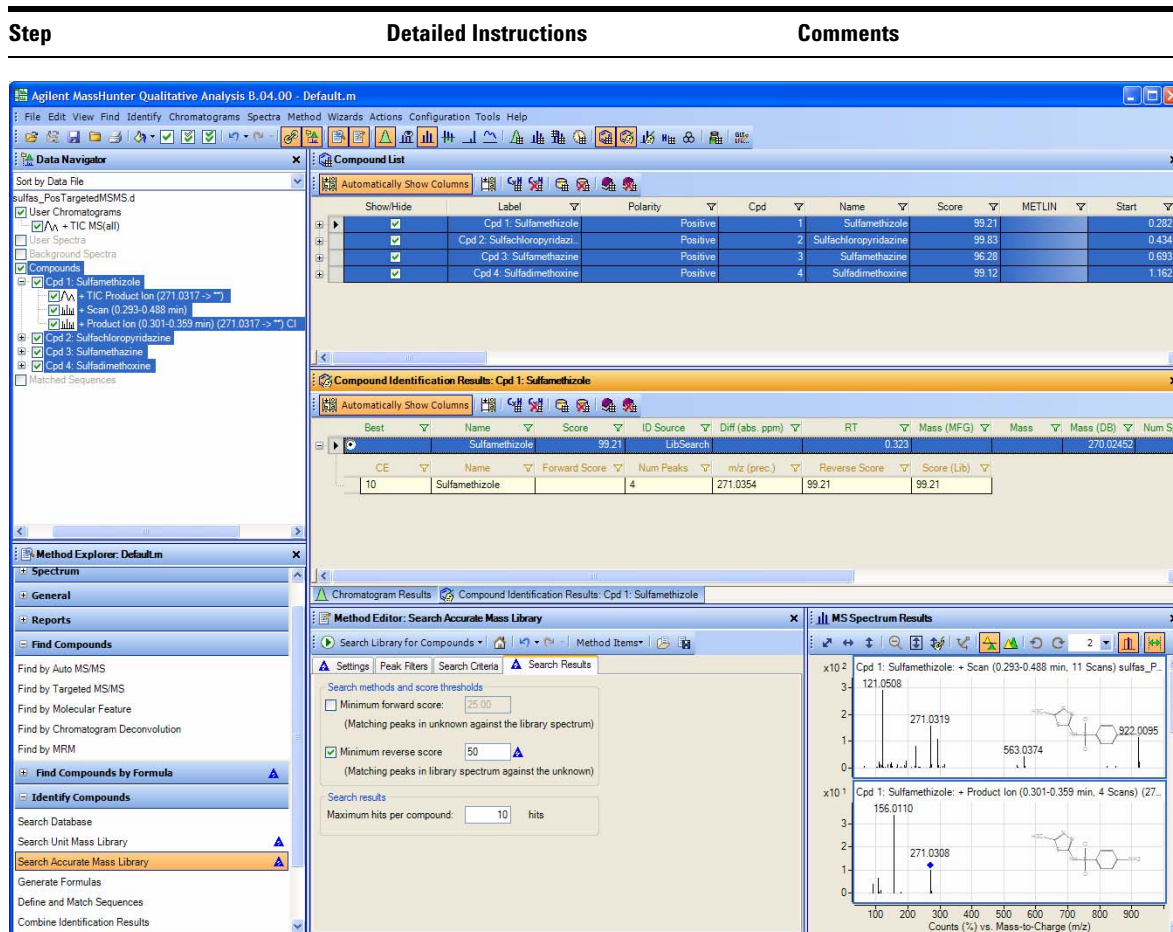 Step Detailed Instructions Comments
Agilent MassHunter Qualitative Analysis B.04.00 - Default.m
File Edit View Find Identify Chromatograms Spectra Method Wizards Actions Configuration Tools Help
Data Navigator
Sort by Data File
sulfas_PosTargetedMSMS.d
User Chromatograms
+ TIC MS(all)
User Spectra
Background Spectra
Compounds
Cpd 1: Sulfamethizole
+ TIC Product Ion (271.0317 -> **)
+ Scan (0.293-0.488 min)
+ Product Ion (0.301-0.359 min) (271.0317 -> **) CI
Cpd 2: Sulfachloropyridazine
Cpd 3: Sulfamethazine
Cpd 4: Sulfadimethoxine
Matched Sequences
Compound List
Automatically Show Columns
Show/Hide Label Polarity Cpd Name Score METLIN Start
Cpd 1: Sulfamethizole Positive 1 Sulfamethizole 99.21 0.282
Cpd 2: Sulfachloropyridazi... Positive 2 Sulfachloropyridazine 99.83 0.434
Cpd 3: Sulfamethazine Positive 3 Sulfamethazine 96.28 0.693
Cpd 4: Sulfadimethoxine Positive 4 Sulfadimethoxine 99.12 1.162
Compound Identification Results: Cpd 1: Sulfamethizole
Automatically Show Columns
Best Name Score ID Source Diff (abs. ppm) RT Mass (MFG) Mass Mass (DB) Num S
Sulfamethizole 99.21 LibSearch 0.323 270.02452
CE Name Forward Score Num Peaks m/z (prec.) Reverse Score Score (Lib)
10 Sulfamethizole 4 271.0354 99.21 99.21
Chromatogram Results Compound Identification Results: Cpd 1: Sulfamethizole
Method Explorer: Default.m
Spectrum
General
Reports
Find Compounds
Find by Auto MS/MS
Find by Targeted MS/MS
Find by Molecular Feature
Find by Chromatogram Deconvolution
Find by MRM
Find Compounds by Formula
Identify Compounds
Search Database
Search Unit Mass Library
Search Accurate Mass Library
Generate Formulas
Define and Match Sequences
Combine Identification Results
Method Editor: Search Accurate Mass Library
Search Library for Compounds Method Items
Settings Peak Filters Search Criteria Search Results
Search methods and score thresholds
Minimum forward score: 25.00
(Matching peaks in unknown against the library spectrum)
Minimum reverse score 50
(Matching peaks in library spectrum against the unknown)
Search results
Maximum hits per compound: 10 hits
MS Spectrum Results
2
x10 2 Cpd 1: Sulfamethizole: + Scan (0.293-0.488 min, 11 Scans) sulfas_P...
3
121.0508
2
271.0319
922.0095
1
563.0374
0
x10 1 Cpd 1: Sulfamethizole: + Product Ion (0.301-0.359 min, 4 Scans) (27...
156.0110
3
2
271.0308
1
0
100 200 300 400 500 600 700 800 900
Counts (%) vs. Mass-to-Charge (m/z)